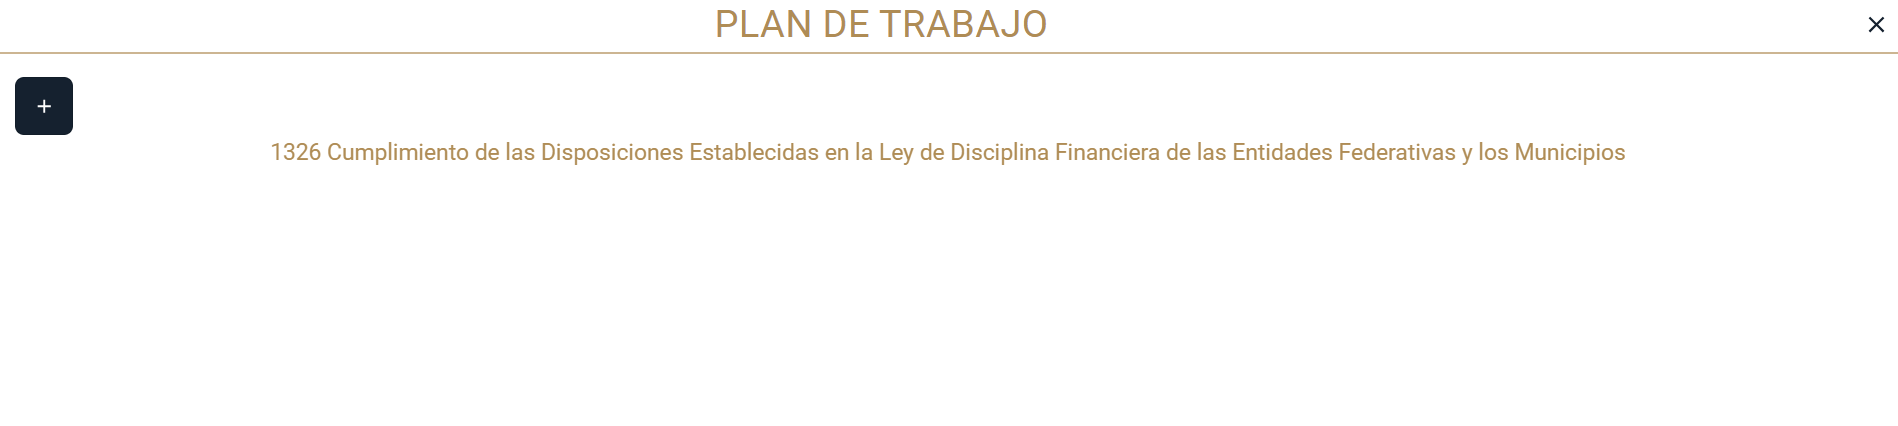 PLAN DE TRABAJO
1326 Cumplimiento de las Disposiciones Establecidas en la Ley de Disciplina Financiera de las Entidades Federativas y los Municipios